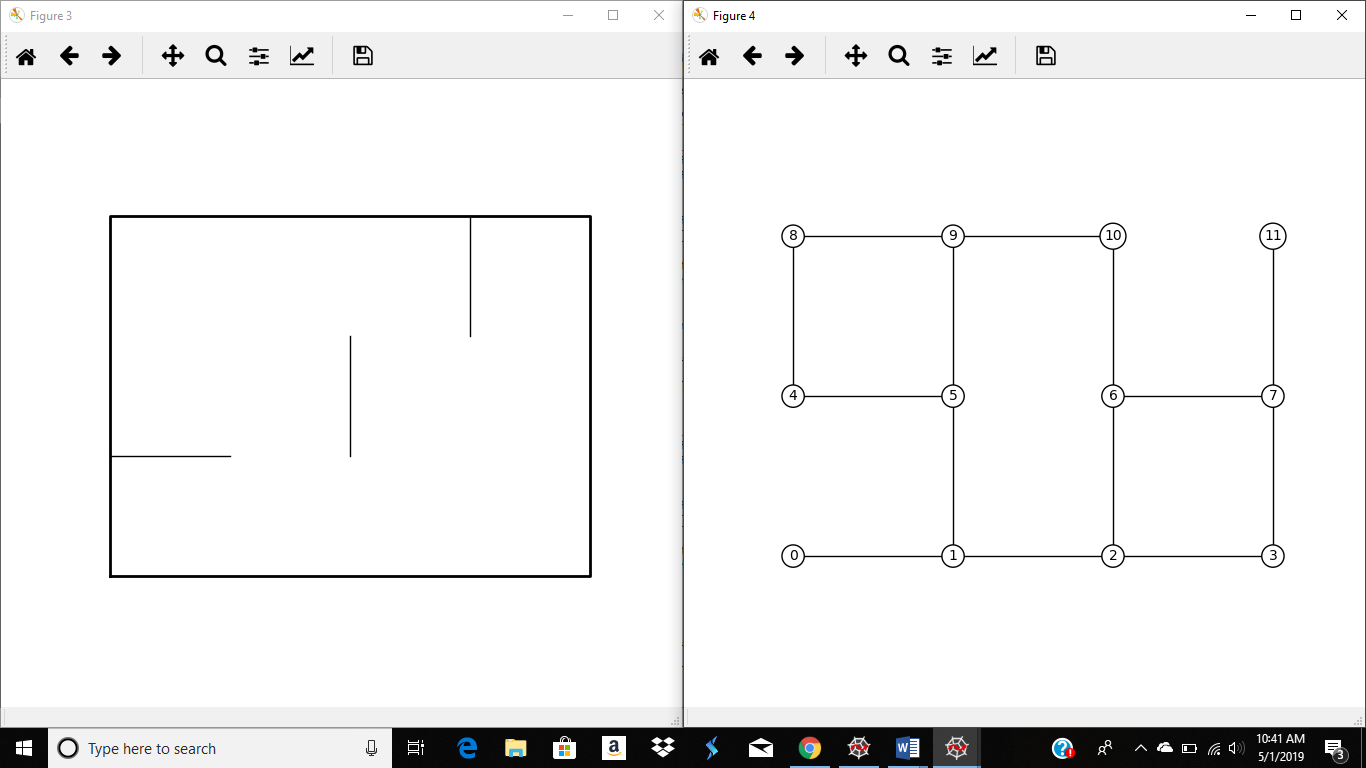 Figure 3
Figure 4
8 9 10 11
4 5 6 7
0 1 2 3
Type here to search
a
W
?
10:41 AM
5/1/2019
3